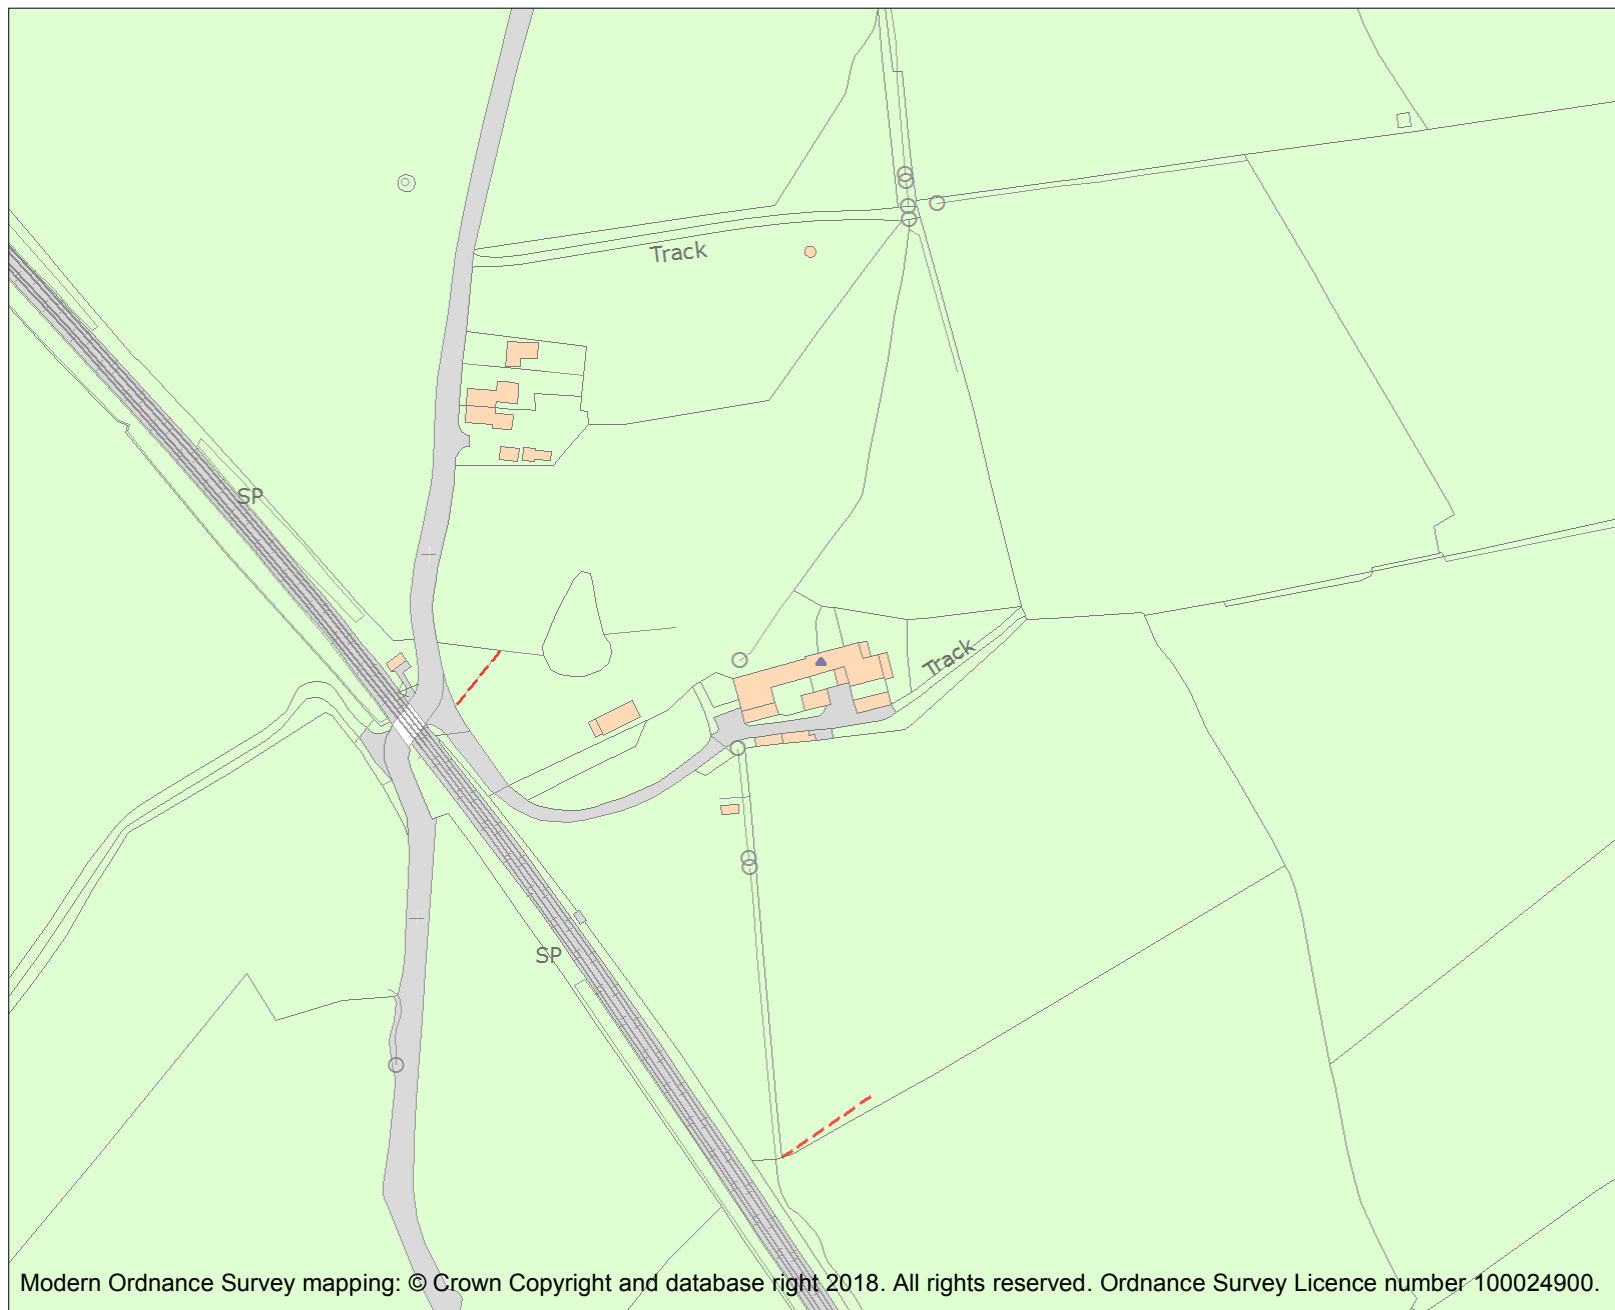 Track
SP
Track
SP
Modern Ordnance Survey mapping: © Crown Copyright and database right 2018. All rights reserved. Ordnance Survey Licence number 100024900.